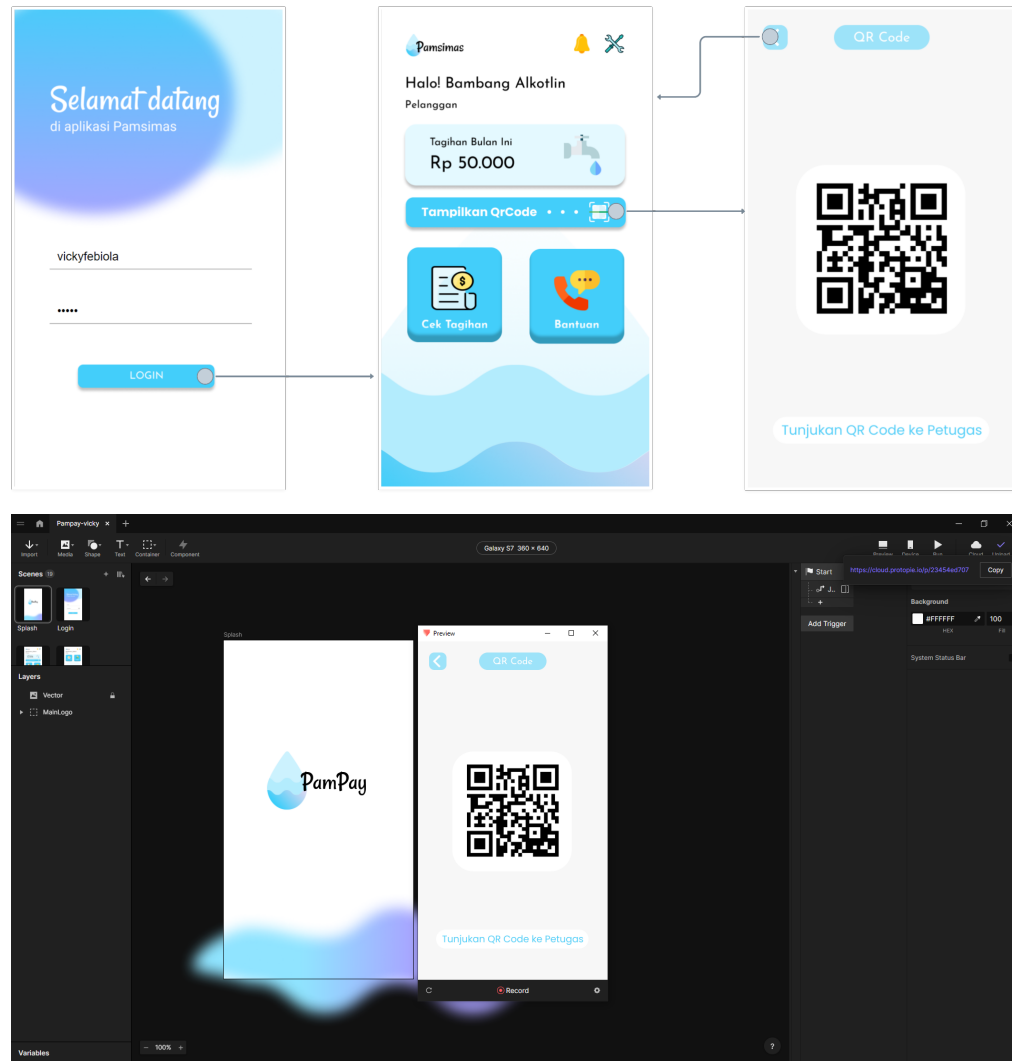 Selamat datang
di aplikasi Pamsimas
vickyfebiola
•••••
LOGIN
Pamsimas
Halo! Bambang Alkotlin
Pelanggan
Tagihan Bulan Ini
Rp 50.000
Tampilkan QrCode • • •
Cek Tagihan
Bantuan
QR Code
Tunjukan QR Code ke Petugas
Pampay-vicky × +
Import
Media
Shape
Text
Container
Component
Galaxy S7 360 × 640
Preview
Device
Run
Cloud
Upload
Scenes 19
Splash
Login
Layers
Vector
MainLogo
Variables
Splash
PamPay
Preview
QR Code
Tunjukan QR Code ke Petugas
Record
Start
J..
+
Add Trigger
https://cloud.protopie.io/p/23454ed707
Copy
Background
#FFFFFF
100
HEX
Fill
System Status Bar
− 100% +
?